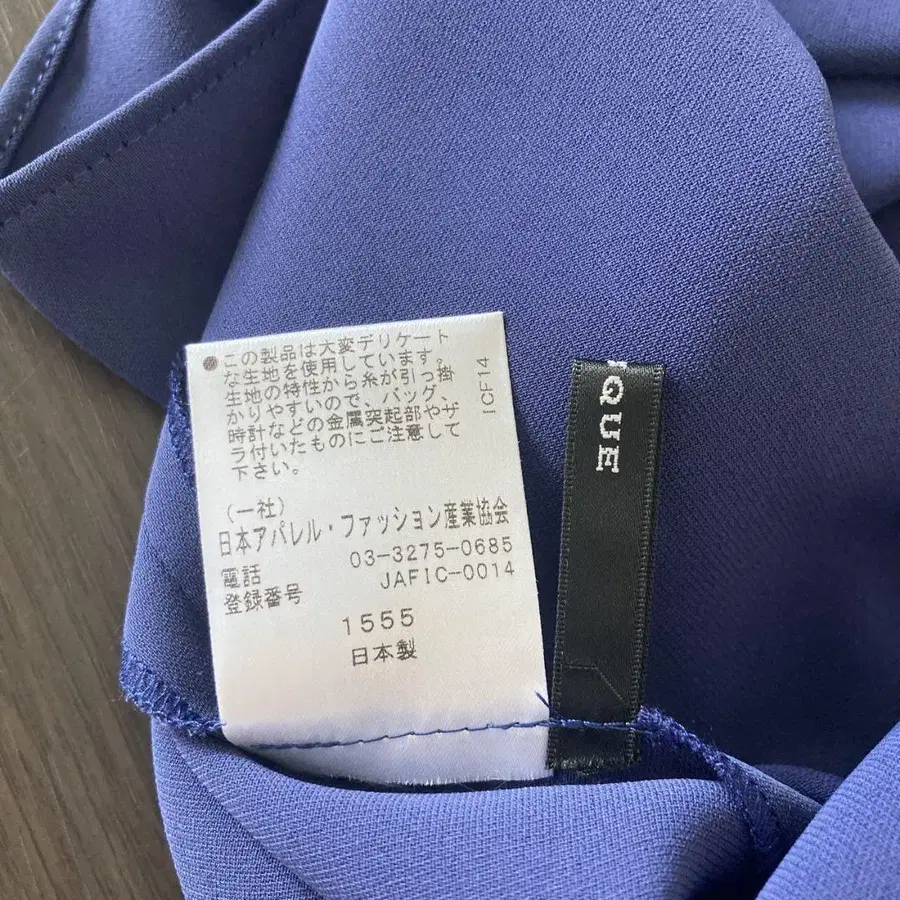 ●この製品は大変デリケート
な生地を使用しています。
生地の特性から糸が引っ掛
かりやすいので、バッグ、
時計などの金属突起部やザ
ラ付いたものにご注意して
下さい。
ICF14
(一社)
日本アパレル・ファッション産業協会
電話 03-3275-0685
登録番号 JAFIC-0014
1555
日本製
QUE